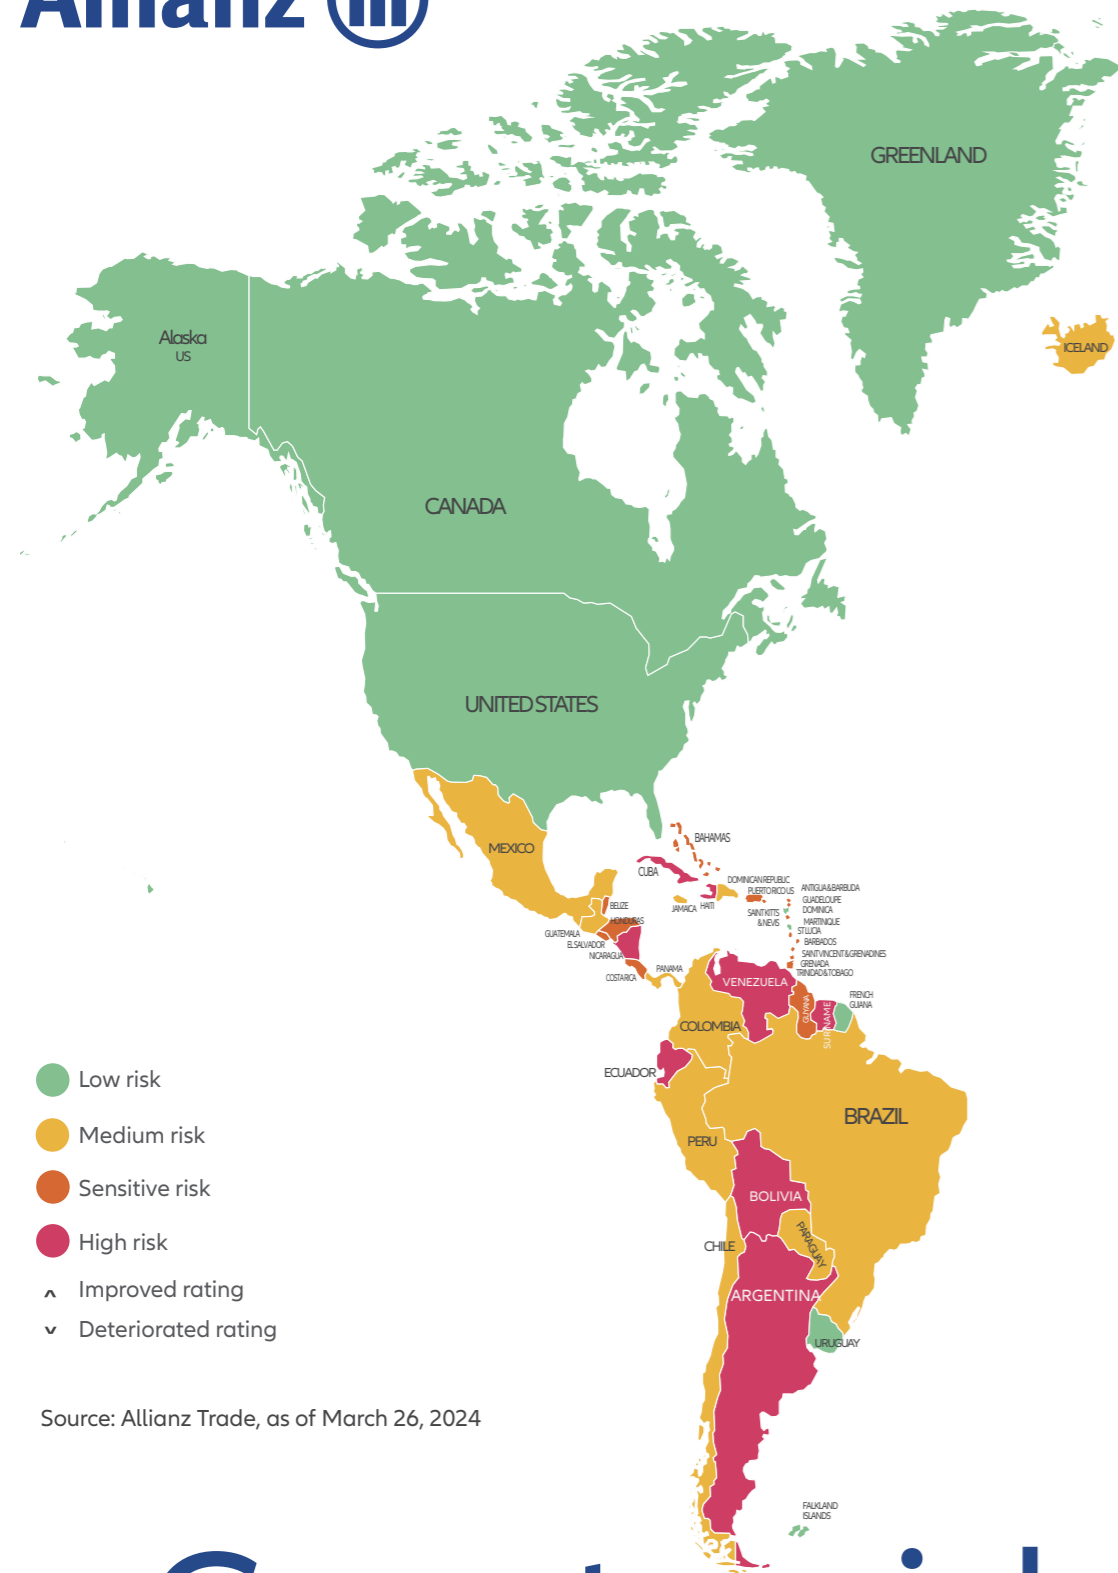 Allianz
GREENLAND
Alaska
US
ICELAND
CANADA
UNITED STATES
MEXICO
BAHAMAS
CUBA
DOMINICAN REPUBLIC
PUERTO RICO US
ANTIGUA & BARBUDA
GUADELOUPE
DOMINICA
MARTINIQUE
ST LUCIA
BARBADOS
SAINT VINCENT & GRENADINES
GRENADA
TRINIDAD & TOBAGO
SAINT KITTS
& NEVIS
JAMAICA
HAITI
BELIZE
HONDURAS
GUATEMALA
EL SALVADOR
NICARAGUA
COSTA RICA
PANAMA
VENEZUELA
GUYANA
SURINAME
FRENCH
GUIANA
COLOMBIA
ECUADOR
BRAZIL
PERU
BOLIVIA
PARAGUAY
CHILE
ARGENTINA
URUGUAY
FALKLAND
ISLANDS
Low risk
Medium risk
Sensitive risk
High risk
Improved rating
Deteriorated rating
Source: Allianz Trade, as of March 26, 2024